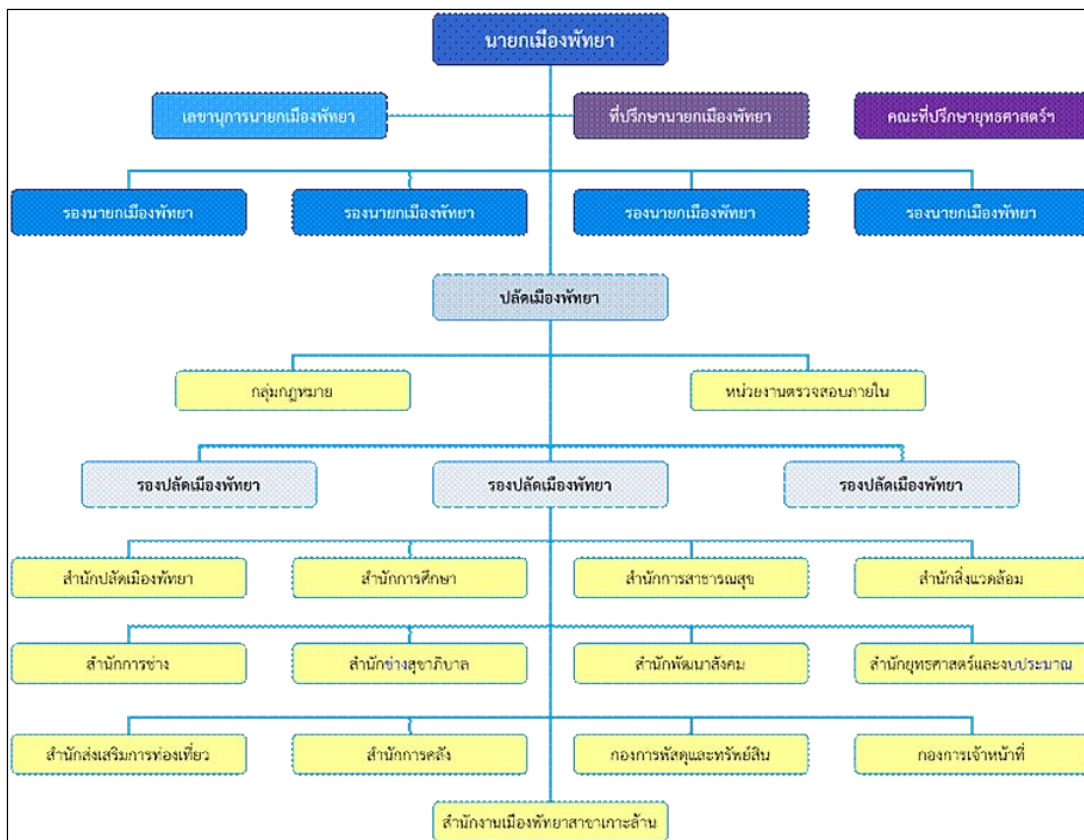 นายกเมืองพัทยา
เลขานุการนายกเมืองพัทยา
ที่ปรึกษานายกเมืองพัทยา
คณะที่ปรึกษายุทธศาสตร์ฯ
รองนายกเมืองพัทยา
รองนายกเมืองพัทยา
รองนายกเมืองพัทยา
รองนายกเมืองพัทยา
ปลัดเมืองพัทยา
กลุ่มกฎหมาย
หน่วยงานตรวจสอบภายใน
รองปลัดเมืองพัทยา
รองปลัดเมืองพัทยา
รองปลัดเมืองพัทยา
สำนักปลัดเมืองพัทยา
สำนักการศึกษา
สำนักการสาธารณสุข
สำนักสิ่งแวดล้อม
สำนักการช่าง
สำนักช่างสุขาภิบาล
สำนักพัฒนาสังคม
สำนักยุทธศาสตร์และงบประมาณ
สำนักส่งเสริมการท่องเที่ยว
สำนักการคลัง
กองการพัสดุและทรัพย์สิน
กองการเจ้าหน้าที่
สำนักงานเมืองพัทยาสาขาเกาะล้าน